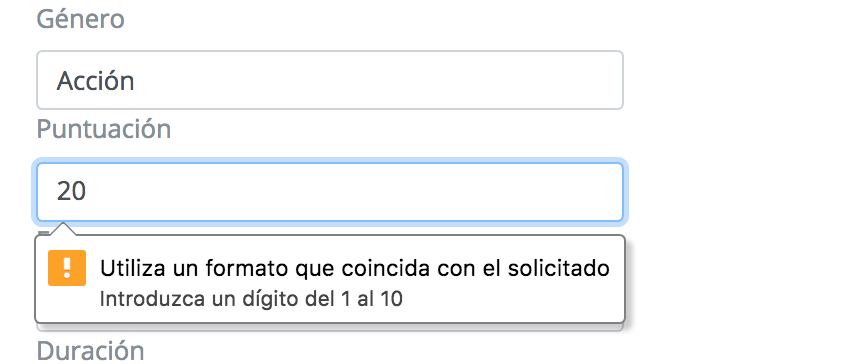 Género
Acción
Puntuación
20
Utiliza un formato que coincida con el solicitado
Introduzca un dígito del 1 al 10
Duración